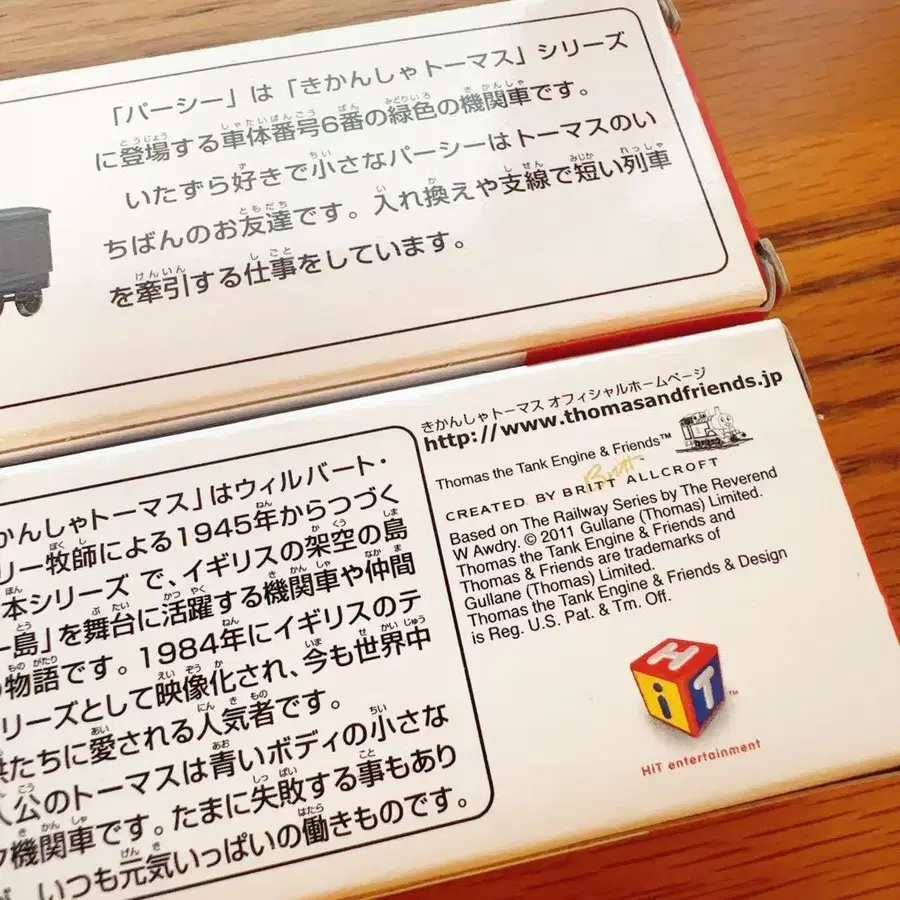 「パーシー」は「きかんしゃトーマス」シリーズ
に登場する車体番号6番の緑色の機関車です。
いたずら好きで小さなパーシーはトーマスのい
ちばんのお友達です。入れ換えや支線で短い列車
を牽引する仕事をしています。
きかんしゃトーマス オフィシャルホームページ
http://www.thomasandfriends.jp
Thomas the Tank Engine & Friends™
CREATED BY BRITT ALLCROFT
Based on The Railway Series by The Reverend
W Awdry. © 2011 Gullane (Thomas) Limited.
Thomas the Tank Engine & Friends and
Thomas & Friends are trademarks of
Gullane (Thomas) Limited.
Thomas the Tank Engine & Friends & Design
is Reg. U.S. Pat. & Tm. Off.
HiT
HiT entertainment
かんしゃトーマス」はウィルバート・
リー牧師による1945年からつづく
本シリーズ で、イギリスの架空の島
ー島」を舞台に活躍する機関車や仲間
物語です。1984年にイギリスのテ
リーズとして映像化され、今も世界中
たちに愛される人気者です。
公のトーマスは青いボディの小さな
ク機関車です。たまに失敗する事もあり
、いつも元気いっぱいの働きものです。